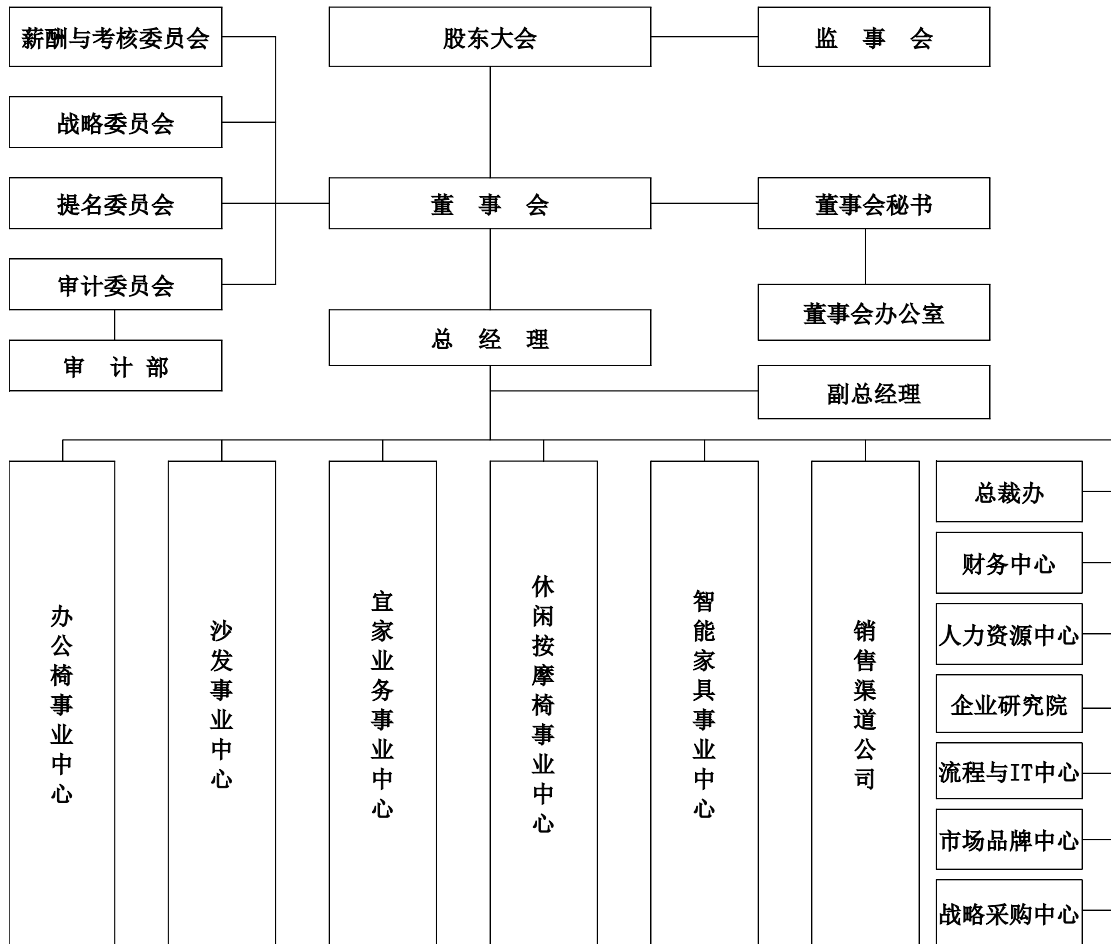 薪酬与考核委员会
股东大会
监 事 会
战略委员会
提名委员会
董 事 会
董事会秘书
审计委员会
董事会办公室
总 经 理
审 计 部
副总经理
办公椅事业中心
沙发事业中心
宜家业务事业中心
休闲按摩椅事业中心
智能家具事业中心
销售渠道公司
总裁办
财务中心
人力资源中心
企业研究院
流程与IT中心
市场品牌中心
战略采购中心